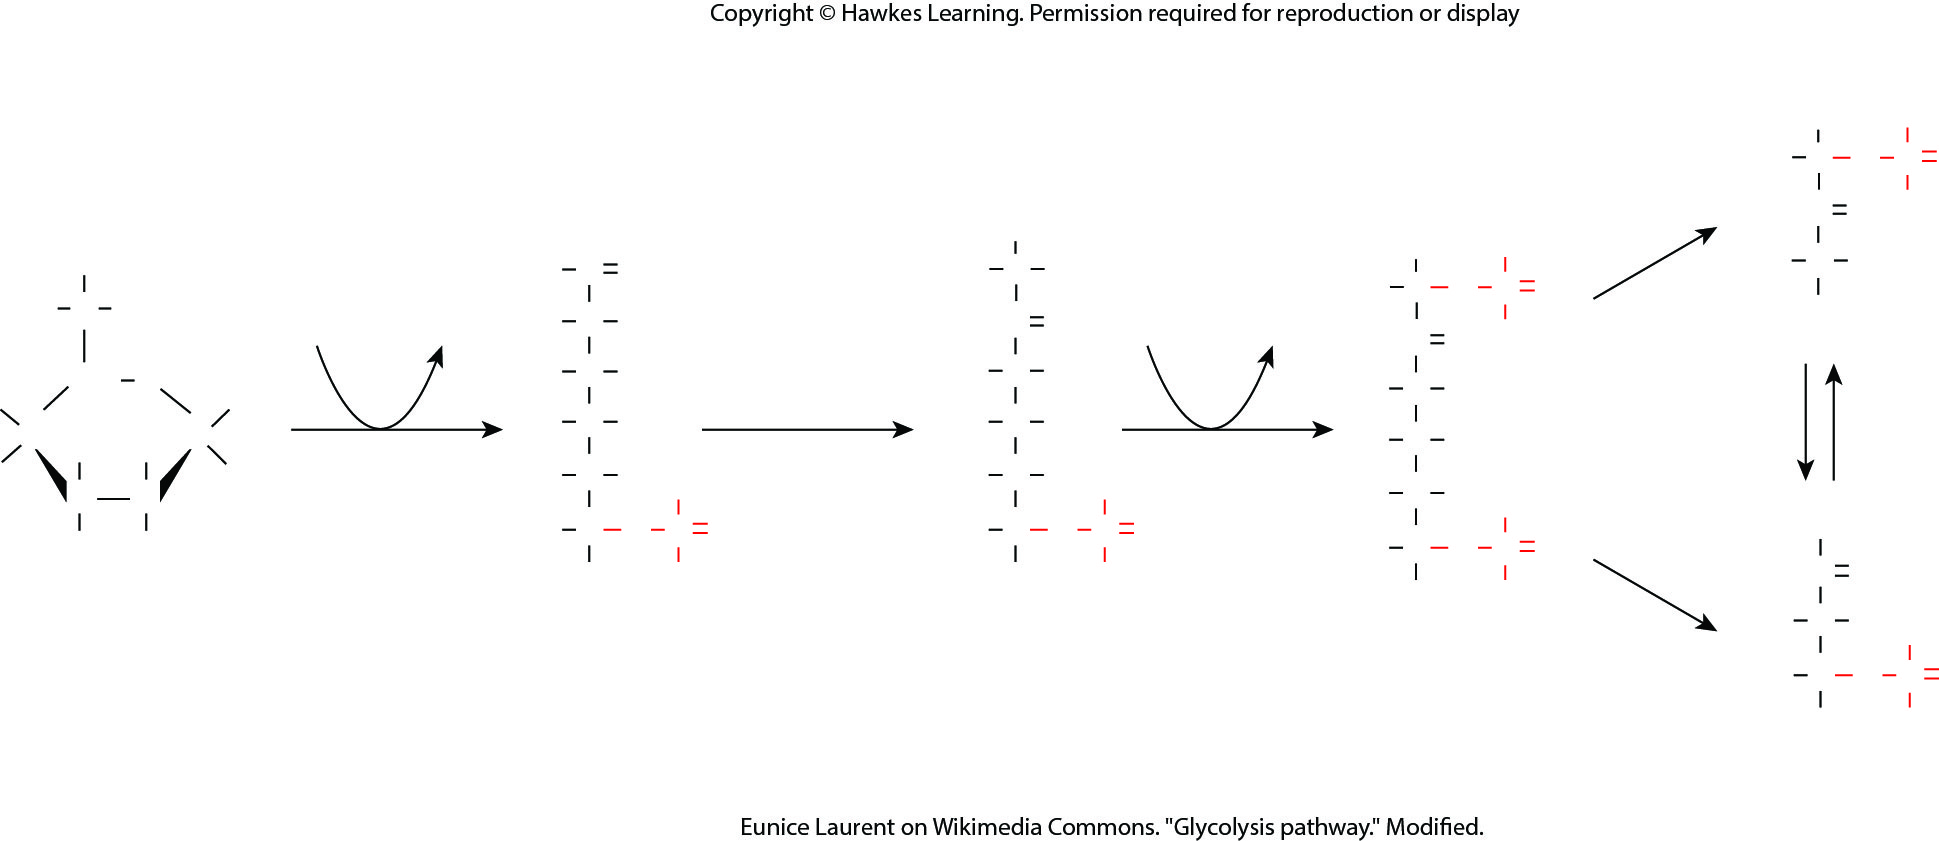 Copyright © Hawkes Learning. Permission required for reproduction or display
Eunice Laurent on Wikimedia Commons. "Glycolysis pathway." Modified.